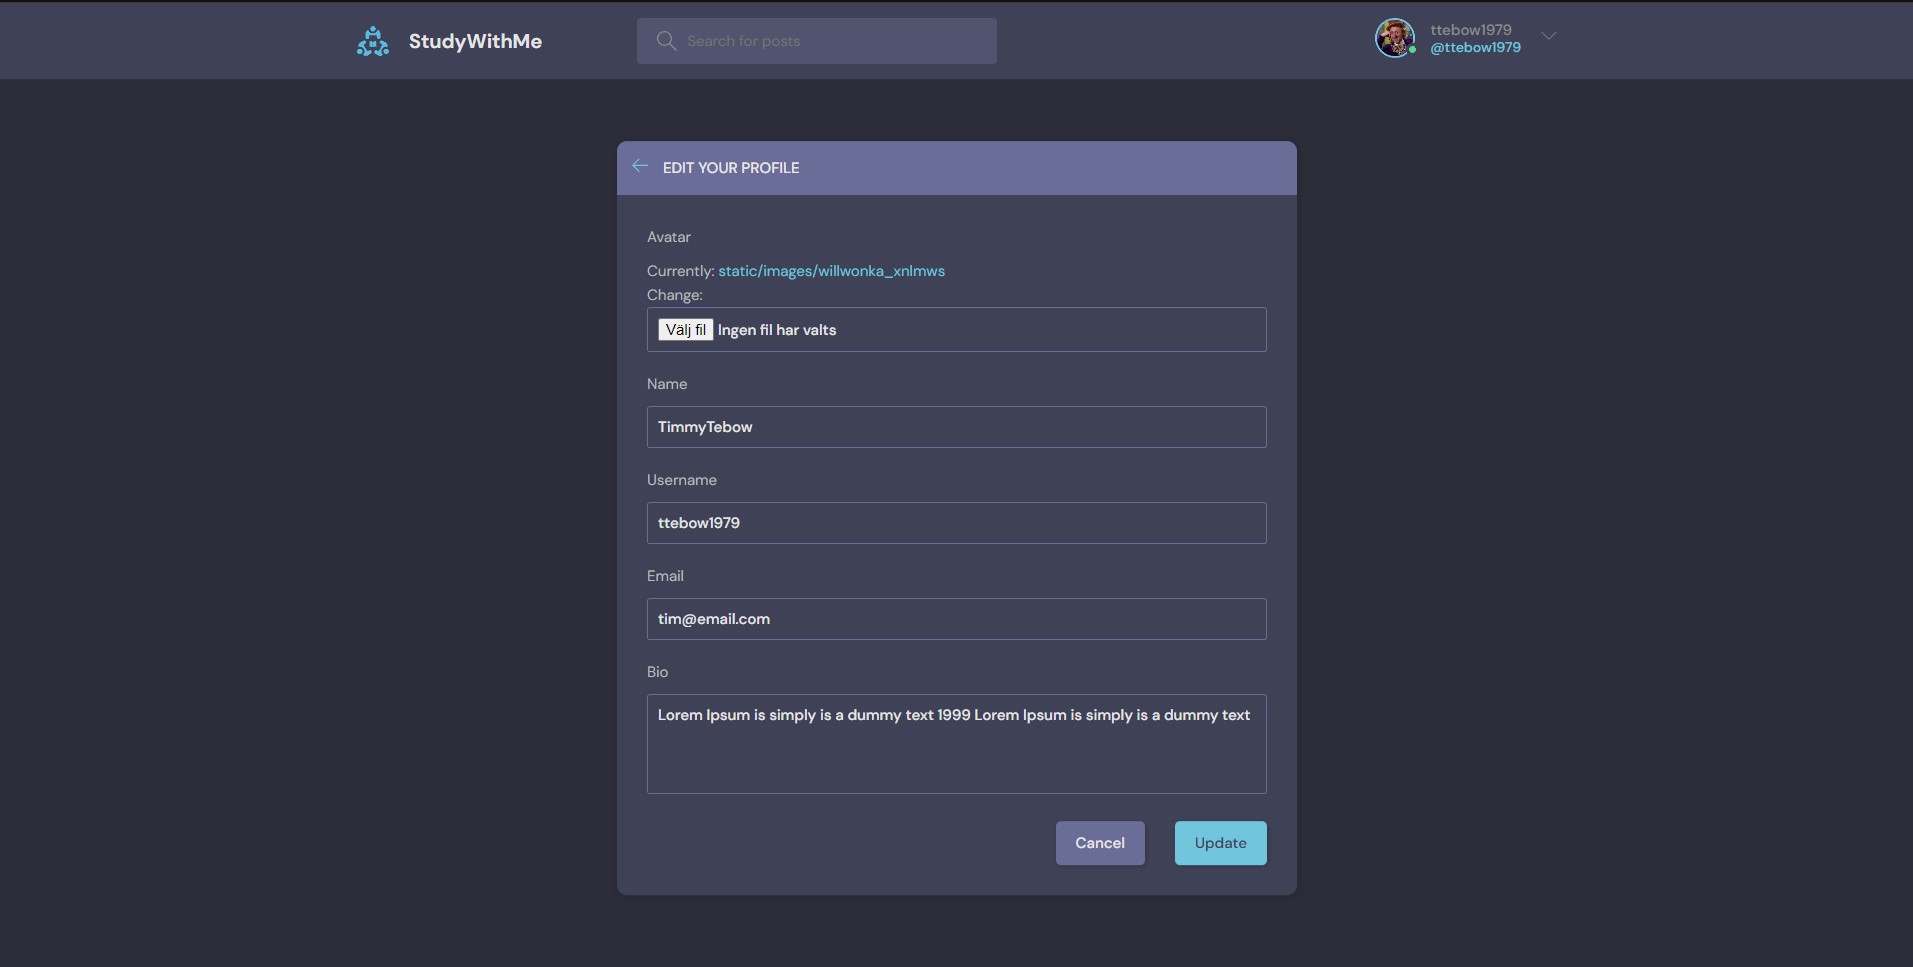 StudyWithMe
Search for posts
ttebow1979
@ttebow1979
EDIT YOUR PROFILE
Avatar
Currently: static/images/willwonka_xnlmws
Change:
Välj fil Ingen fil har valts
Name
TimmyTebow
Username
ttebow1979
Email
tim@email.com
Bio
Lorem Ipsum is simply is a dummy text 1999 Lorem Ipsum is simply is a dummy text
Cancel
Update